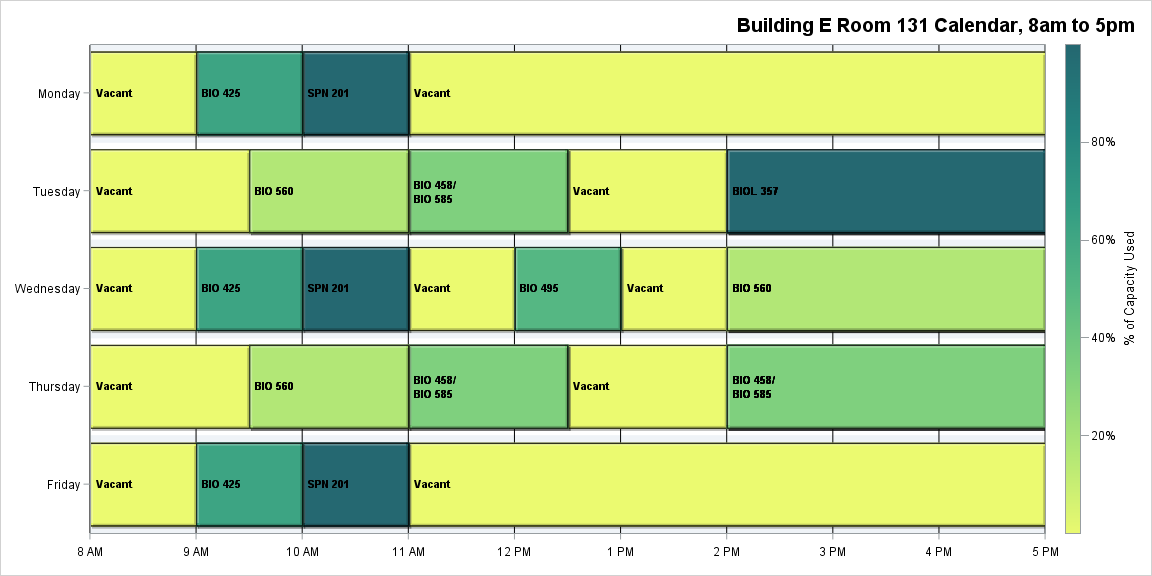 Building E Room 131 Calendar, 8am to 5pm
Monday
Vacant
BIO 425
SPN 201
Vacant
Tuesday
Vacant
BIO 560
BIO 458/
BIO 585
Vacant
BIOL 357
Wednesday
Vacant
BIO 425
SPN 201
Vacant
BIO 495
Vacant
BIO 560
Thursday
Vacant
BIO 560
BIO 458/
BIO 585
Vacant
BIO 458/
BIO 585
Friday
Vacant
BIO 425
SPN 201
Vacant
8 AM
9 AM
10 AM
11 AM
12 PM
1 PM
2 PM
3 PM
4 PM
5 PM
80%
60%
40%
20%
% of Capacity Used